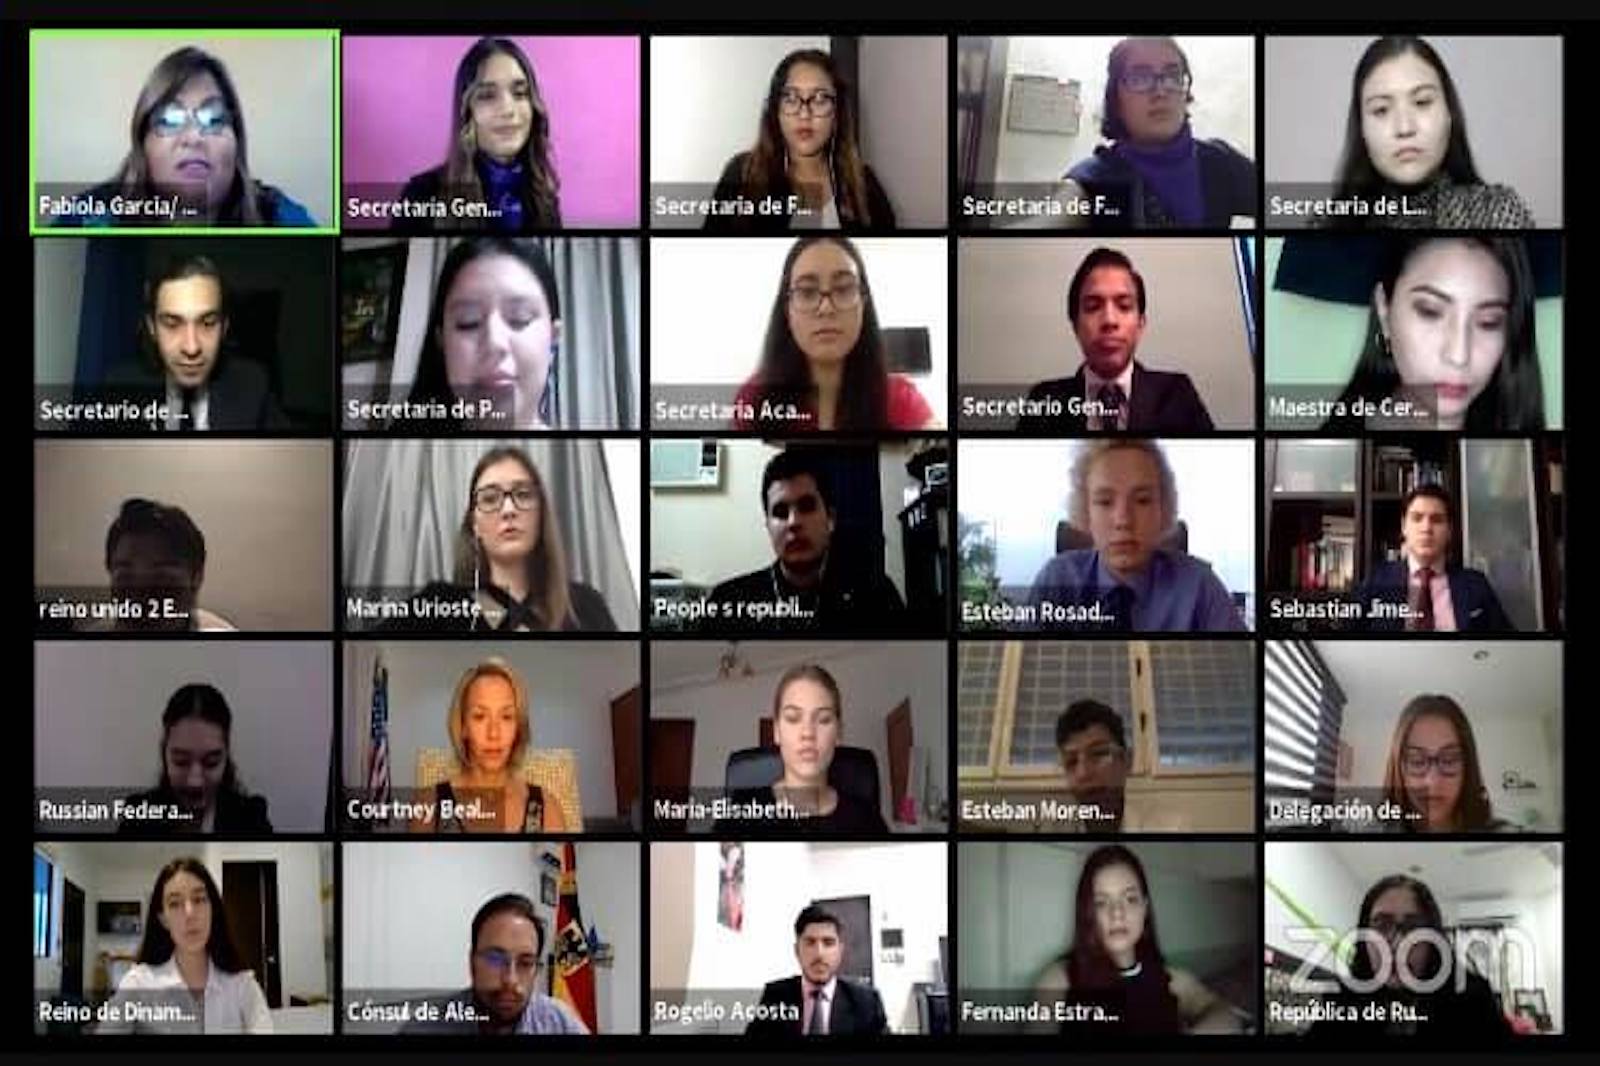 Fabiola Garcia/ ...
Secretaria Gen...
Secretaria de F...
Secretaria de F...
Secretaria de L...
Secretario de ...
Secretaria de P...
Secretaria Aca...
Secretario Gen...
Maestra de Cer...
reino unido 2 E...
Marina Urioste ...
People s republi...
Esteban Rosad...
Sebastian Jime...
Russian Federa...
Courtney Beal...
Maria-Elisabeth...
Esteban Moren...
Delegación de ...
Reino de Dinam...
Cónsul de Ale...
Rogelio Acosta
Fernanda Estra...
República de Ru...
zoom